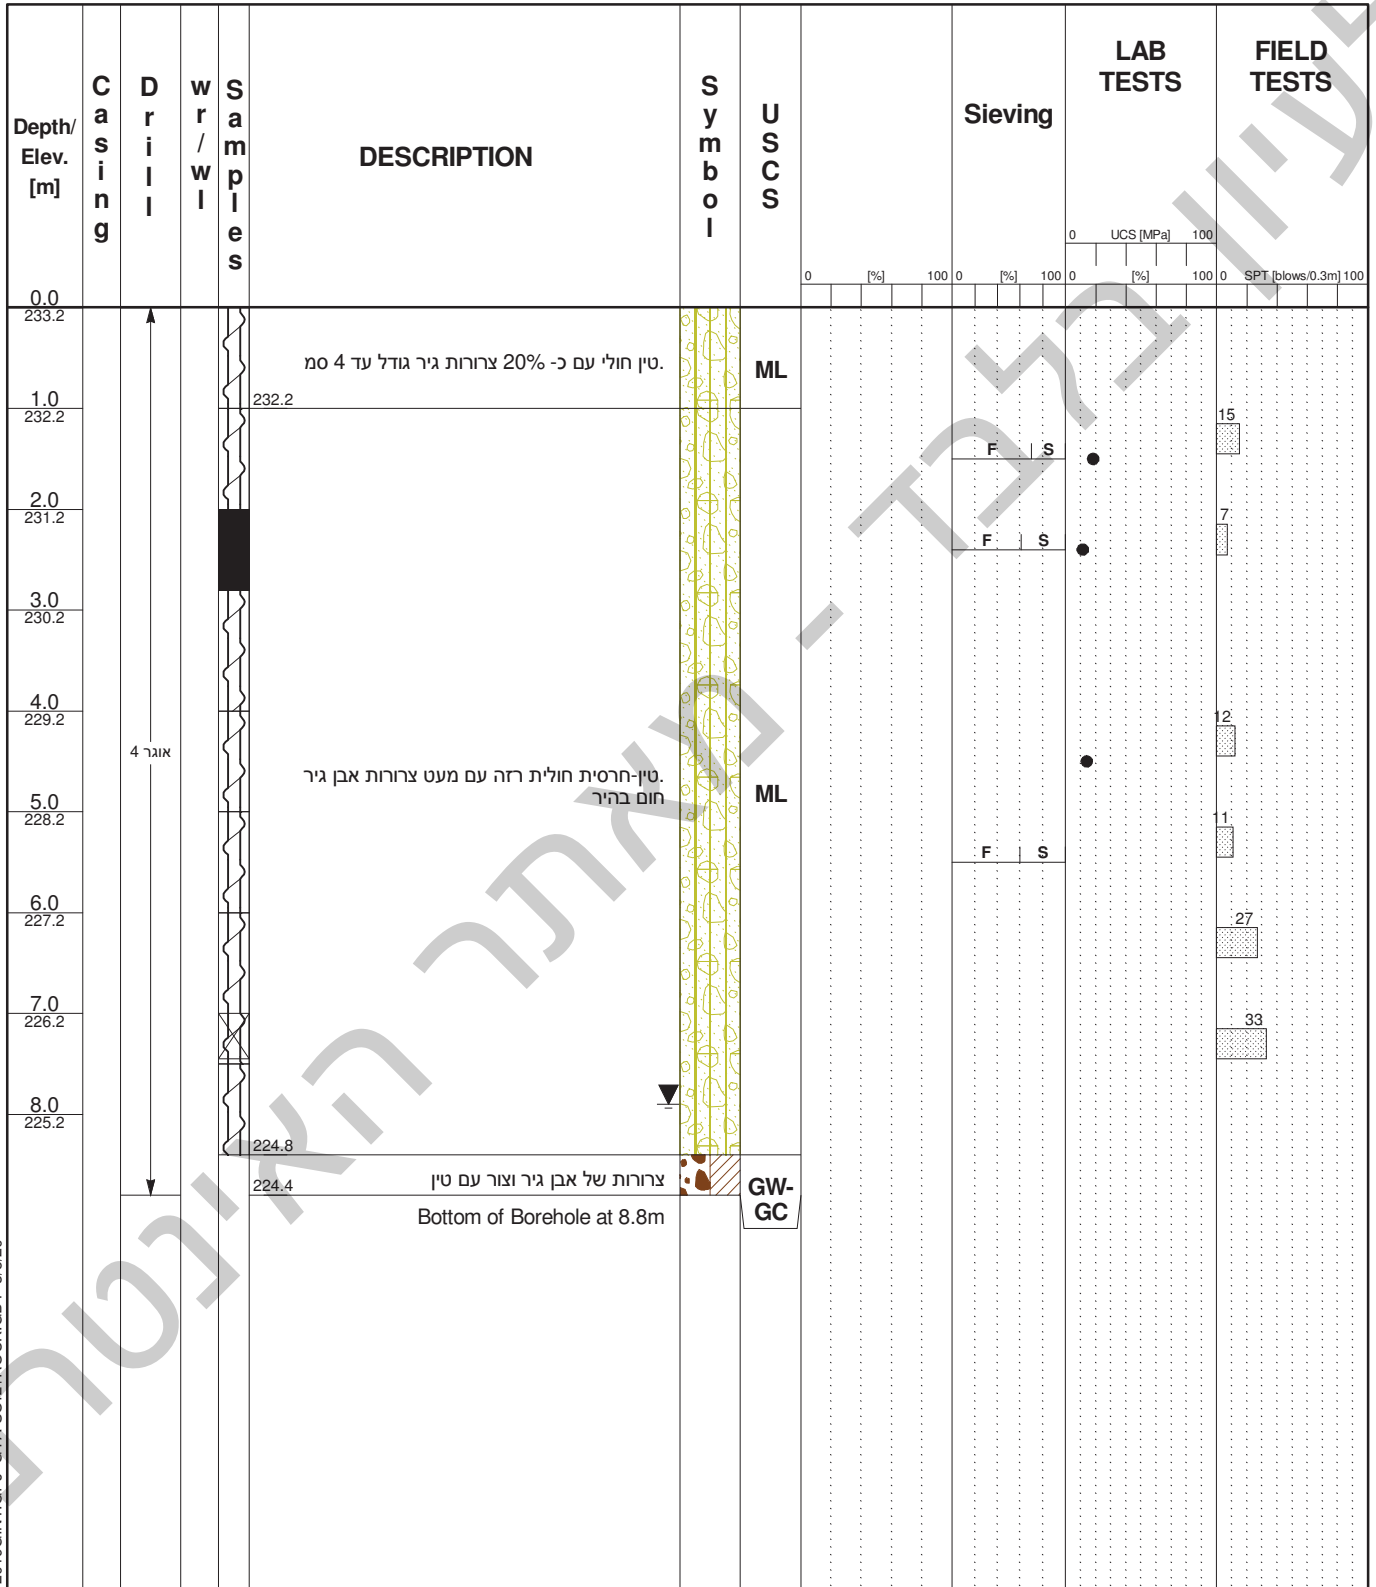 Depth/
Elev.
[m]
Casing
Drill
wr/wl
Samples
DESCRIPTION
Symbol
USCS
Sieving
LAB
TESTS
FIELD
TESTS
0 UCS [MPa] 100
0 [%] 100
0 [%] 100
0 [%] 100
0 SPT [blows/0.3m] 100
0.0
233.2
טין חולי עם כ- 20% צרורות גיר גודל עד 4 סמ.
ML
232.2
1.0
232.2
15
F S
2.0
231.2
7
F S
3.0
230.2
4.0
229.2
12
אוגר 4
טין-חרסית חולית רזה עם מעט צרורות אבן גיר.
חום בהיר
ML
5.0
228.2
11
F S
6.0
227.2
27
7.0
226.2
33
8.0
225.2
224.8
צרורות של אבן גיר וצור עם טין
224.4
GW-
GC
Bottom of Borehole at 8.8m
לעיון בלבד - מאתר האינטרנ